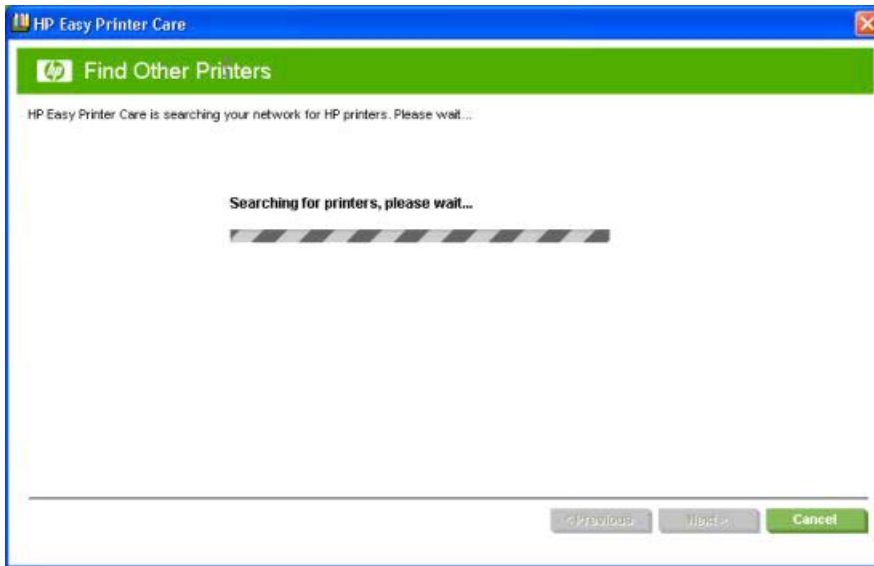 HP Easy Printer Care
hp Find Other Printers
HP Easy Printer Care is searching your network for HP printers. Please wait...
Searching for printers, please wait...
<Previous Next> Cancel